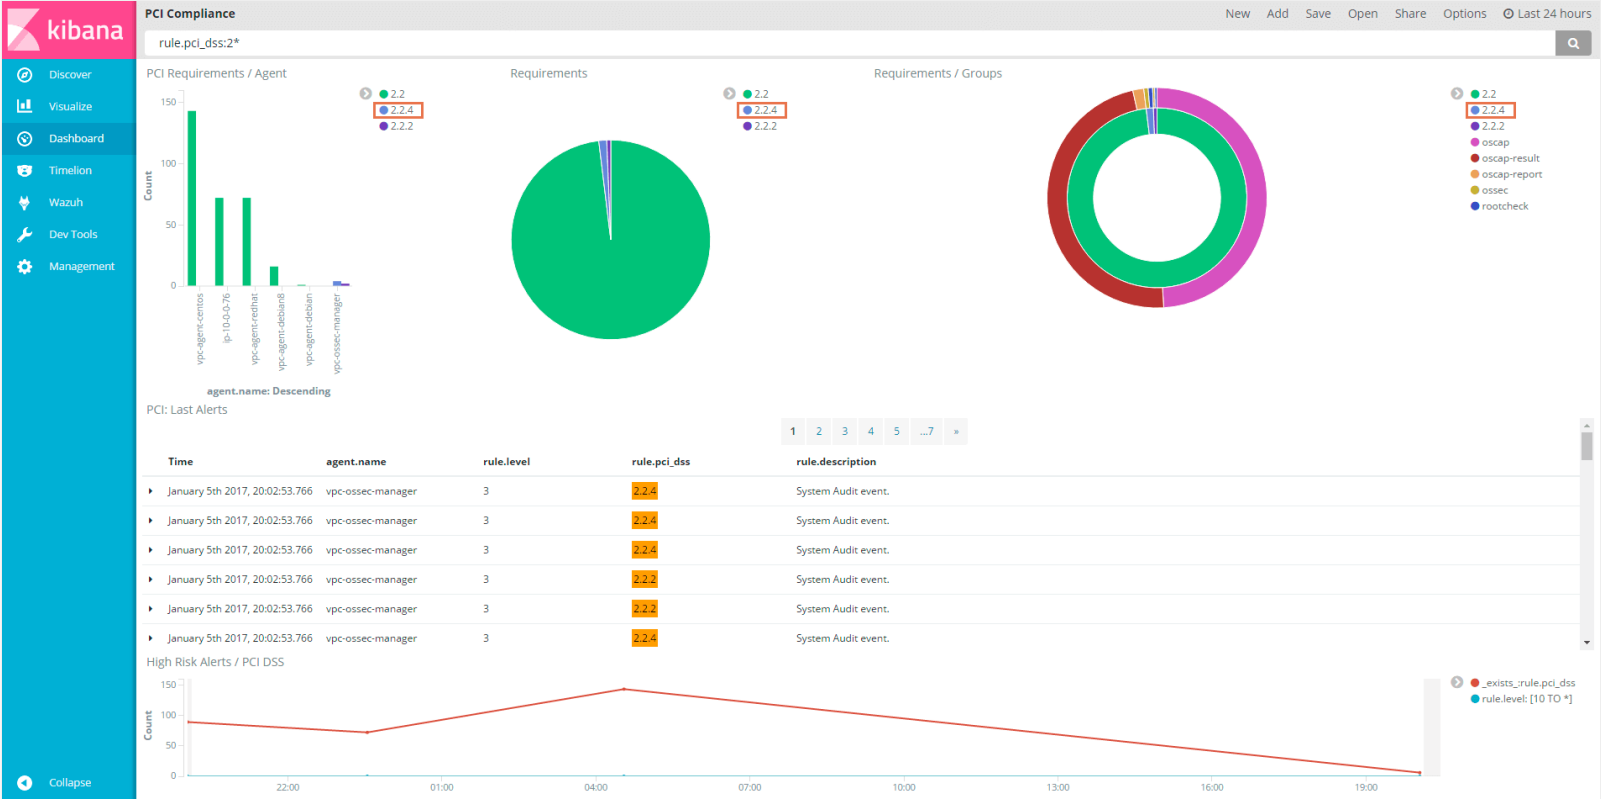 kibana
PCI Compliance
New Add Save Open Share Options Last 24 hours
rule.pci_dss:2*
Discover
Visualize
Dashboard
Timelion
Wazuh
Dev Tools
Management
Collapse
PCI Requirements / Agent
150
100
50
0
Count
vpc-agent-centos
ip-10-0-0-76
vpc-agent-redhat
vpc-agent-debian8
vpc-agent-debian
vpc-ossec-manager
agent.name: Descending
2.2
2.2.4
2.2.2
Requirements
2.2
2.2.4
2.2.2
Requirements / Groups
2.2
2.2.4
2.2.2
oscap
oscap-result
oscap-report
ossec
rootcheck
PCI: Last Alerts
1 2 3 4 5 ...7 »
Time agent.name rule.level rule.pci_dss rule.description
January 5th 2017, 20:02:53.766 vpc-ossec-manager 3 2.2.4 System Audit event.
January 5th 2017, 20:02:53.766 vpc-ossec-manager 3 2.2.4 System Audit event.
January 5th 2017, 20:02:53.766 vpc-ossec-manager 3 2.2.4 System Audit event.
January 5th 2017, 20:02:53.766 vpc-ossec-manager 3 2.2.2 System Audit event.
January 5th 2017, 20:02:53.766 vpc-ossec-manager 3 2.2.2 System Audit event.
January 5th 2017, 20:02:53.766 vpc-ossec-manager 3 2.2.4 System Audit event.
High Risk Alerts / PCI DSS
150
100
50
0
Count
22:00 01:00 04:00 07:00 10:00 13:00 16:00 19:00
_exists_:rule.pci_dss
rule.level: [10 TO *]